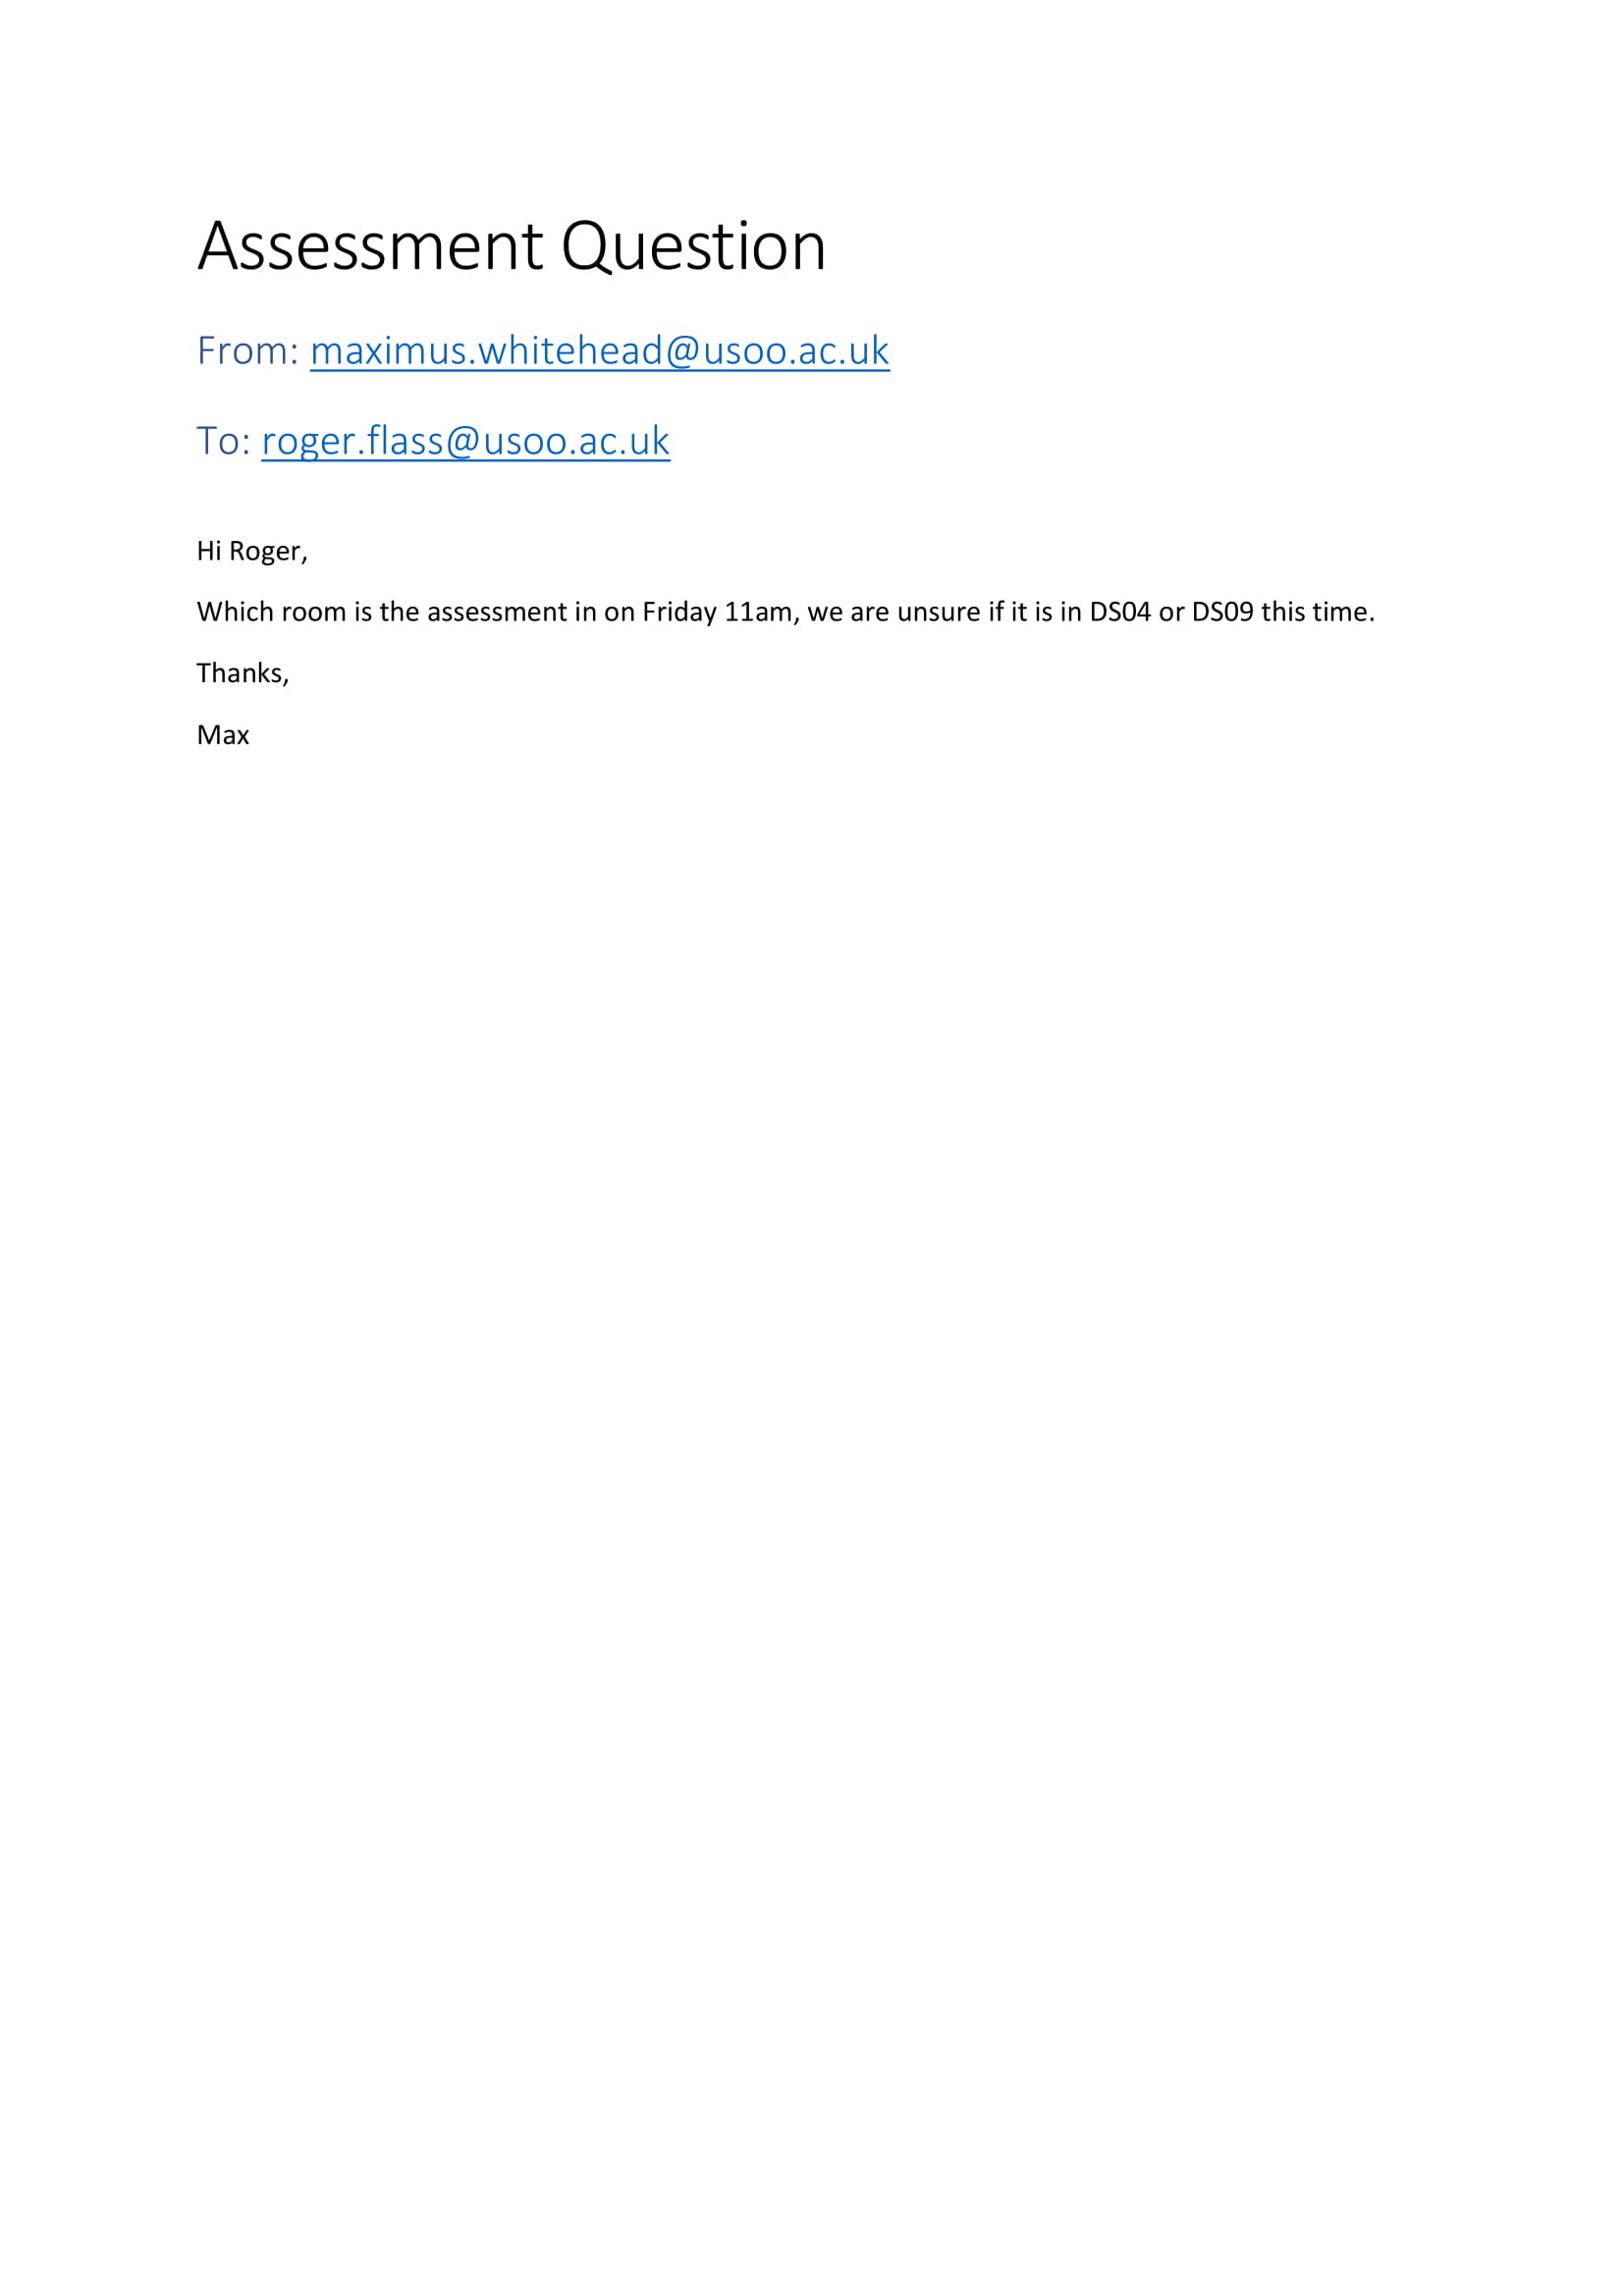 Assessment Question
From: maximus.whitehead@usoo.ac.uk
To: roger.flass@usoo.ac.uk
Hi Roger,
Which room is the assessment in on Friday 11am, we are unsure if it is in DS04 or DS09 this time.
Thanks,
Max